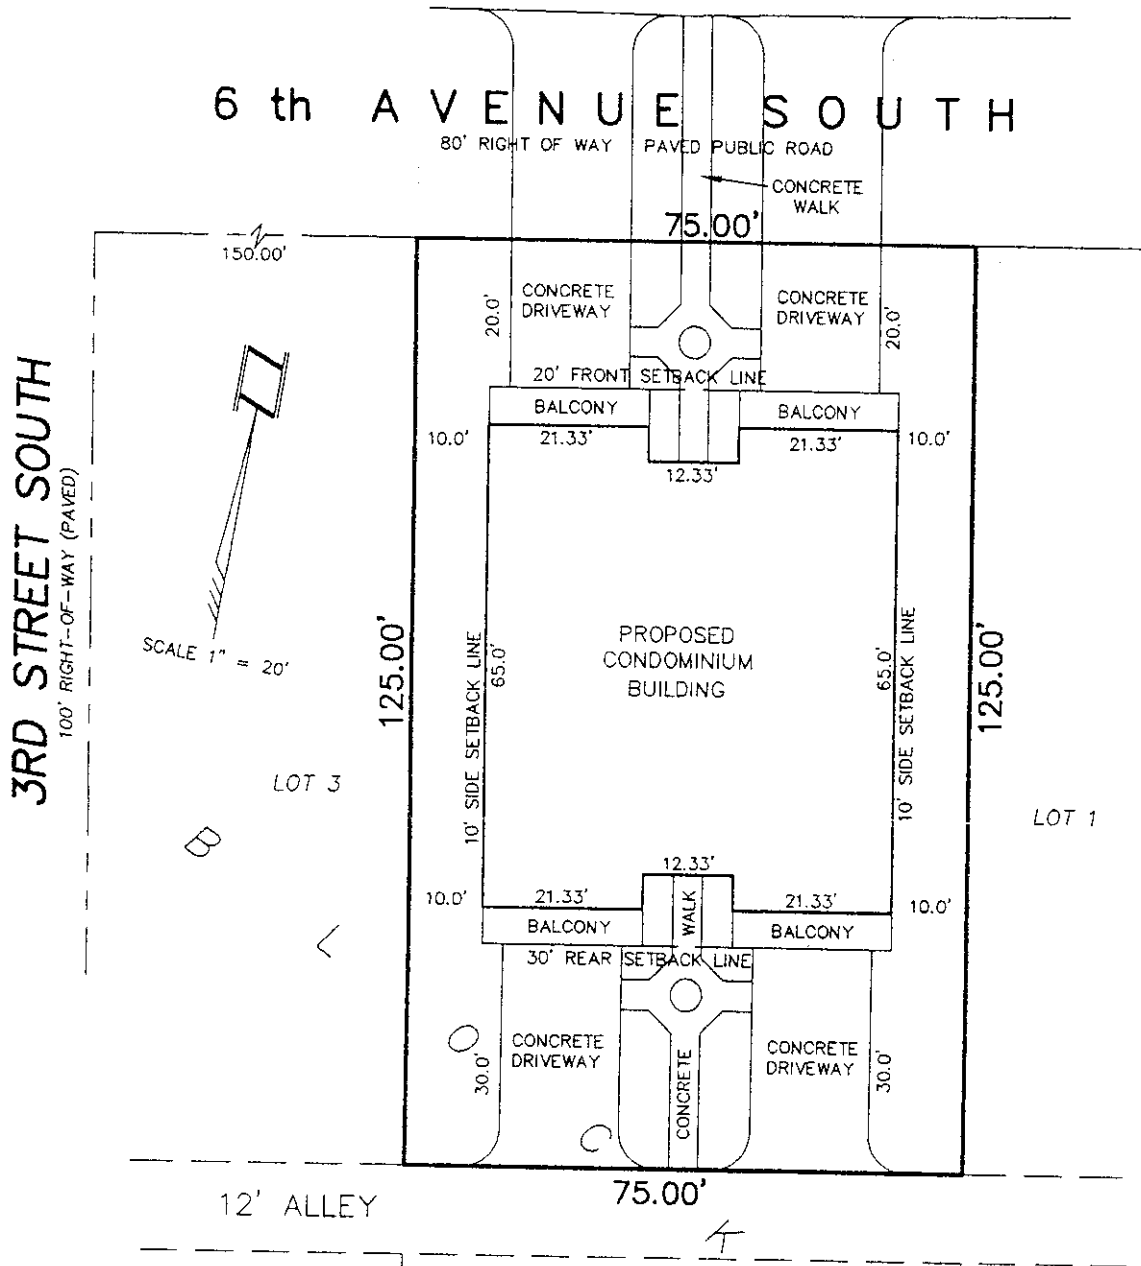 6 th AVENUE SOUTH
80' RIGHT OF WAY PAVED PUBLIC ROAD
CONCRETE
WALK
75.00'
150.00'
CONCRETE
DRIVEWAY
CONCRETE
DRIVEWAY
20.0'
20.0'
20' FRONT SETBACK LINE
BALCONY
BALCONY
10.0'
21.33'
21.33'
10.0'
12.33'
3RD STREET SOUTH
100' RIGHT-OF-WAY (PAVED)
SCALE 1" = 20'
125.00'
10' SIDE SETBACK LINE
65.0'
PROPOSED
CONDOMINIUM
BUILDING
65.0'
10' SIDE SETBACK LINE
125.00'
LOT 3
LOT 1
BLOCK
12.33'
10.0'
21.33'
WALK
21.33'
10.0'
BALCONY
BALCONY
30' REAR SETBACK LINE
30.0'
CONCRETE
DRIVEWAY
CONCRETE
CONCRETE
DRIVEWAY
30.0'
75.00'
12' ALLEY